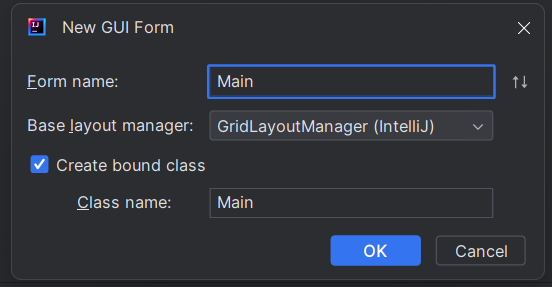 New GUI Form
Form name: Main
Base layout manager: GridLayoutManager (IntelliJ)
Create bound class
Class name: Main
OK Cancel